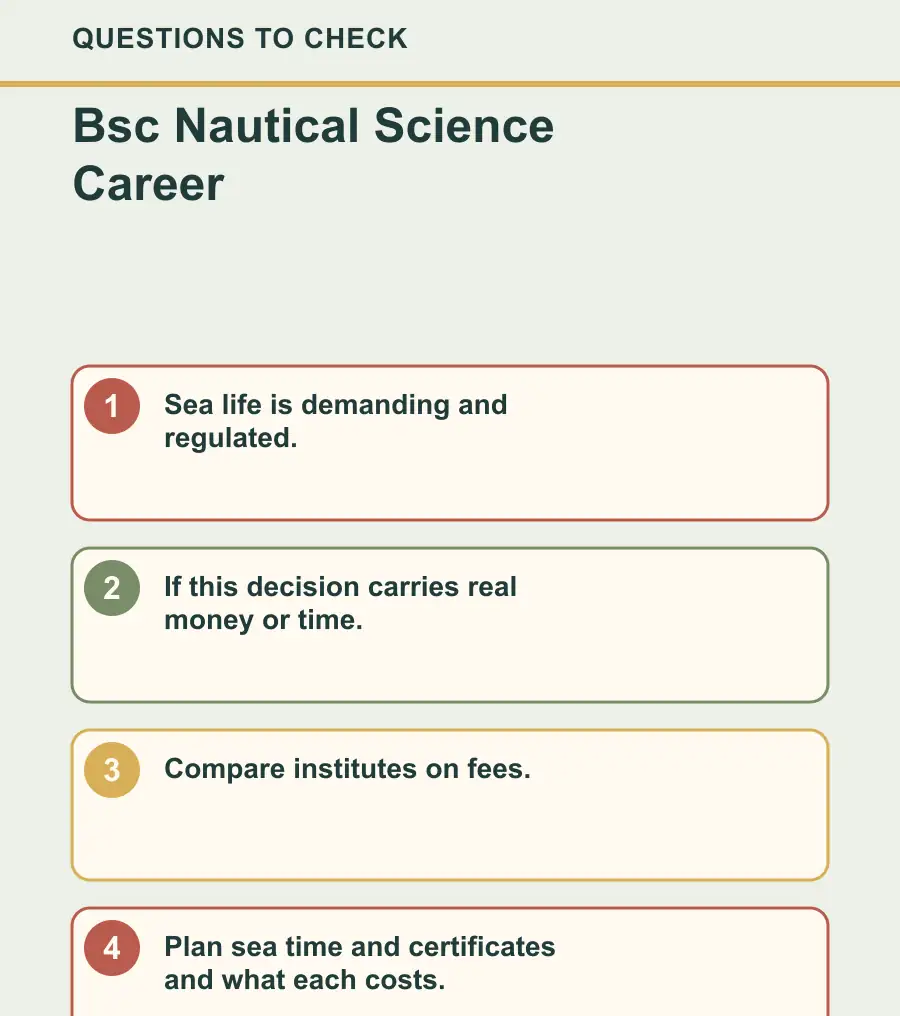 QUESTIONS TO CHECK
Bsc Nautical Science
Career
1
Sea life is demanding and
regulated.
2
If this decision carries real
money or time.
3
Compare institutes on fees.
4
Plan sea time and certificates
and what each costs.